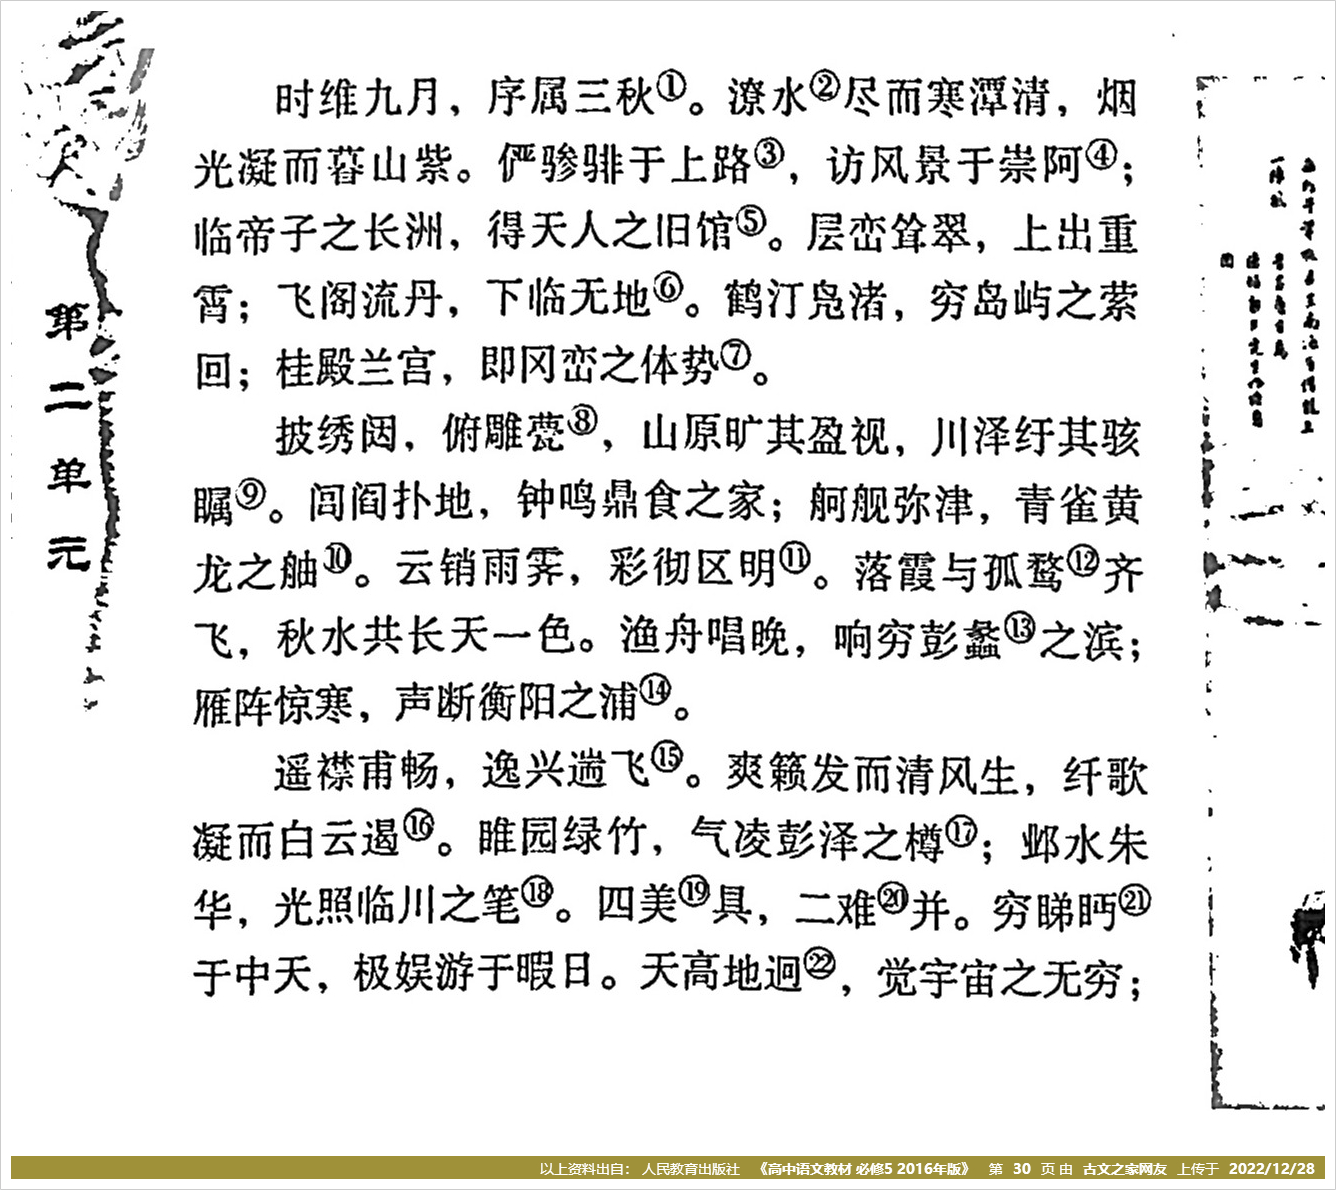 时维九月，序属三秋①。潦水②尽而寒潭清，烟
光凝而暮山紫。俨骖𬴂于上路③，访风景于崇阿④；
临帝子之长洲，得天人之旧馆⑤。层峦耸翠，上出重
霄；飞阁流丹，下临无地⑥。鹤汀凫渚，穷岛屿之萦
回；桂殿兰宫，即冈峦之体势⑦。
披绣闼，俯雕甍⑧，山原旷其盈视，川泽纡其骇
瞩⑨。闾阎扑地，钟鸣鼎食之家；舸舰弥津，青雀黄
龙之舳⑩。云销雨霁，彩彻区明⑪。落霞与孤鹜⑫齐
飞，秋水共长天一色。渔舟唱晚，响穷彭蠡⑬之滨；
雁阵惊寒，声断衡阳之浦⑭。
遥襟甫畅，逸兴遄飞⑮。爽籁发而清风生，纤歌
凝而白云遏⑯。睢园绿竹，气凌彭泽之樽⑰；邺水朱
华，光照临川之笔⑱。四美⑲具，二难⑳并。穷睇眄㉑
于中天，极娱游于暇日。天高地迥㉒，觉宇宙之无穷；
第二单元
以上资料出自： 人民教育出版社 《高中语文教材 必修5 2016年版》 第 30 页 由 古文之家网友 上传于 2022/12/28